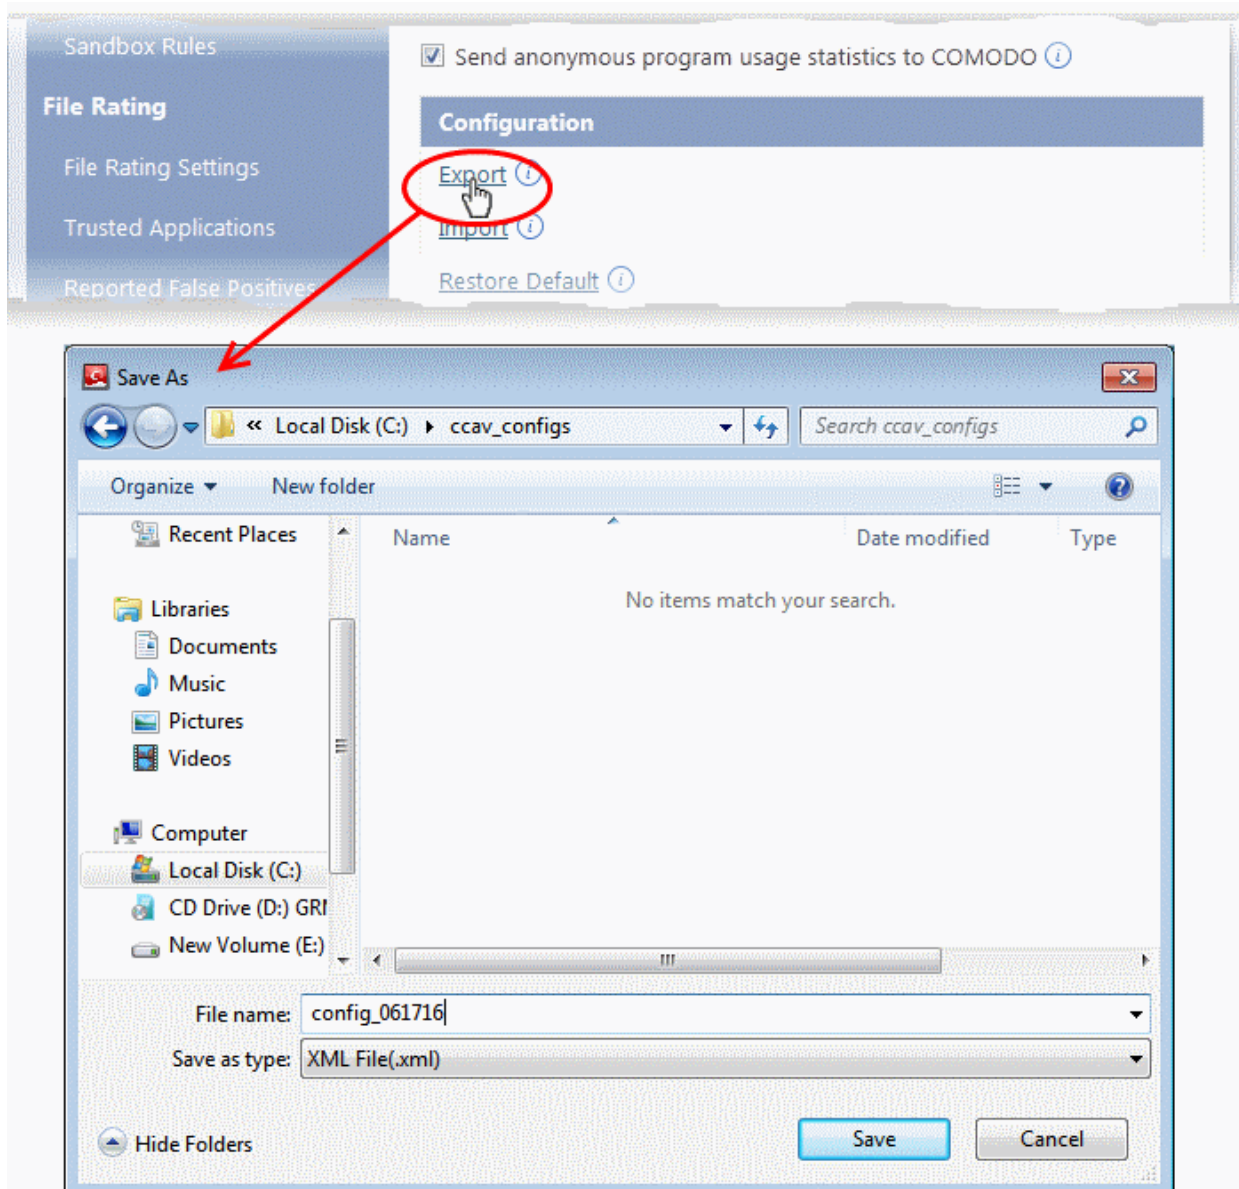 Sandbox Rules
Send anonymous program usage statistics to COMODO
File Rating
Configuration
File Rating Settings
Export
Trusted Applications
Import
Reported False Positives
Restore Default
Save As
« Local Disk (C:) ccav_configs
Search ccav_configs
Organize
New folder
Recent Places
Name
Date modified
Type
No items match your search.
Libraries
Documents
Music
Pictures
Videos
Computer
Local Disk (C:)
CD Drive (D:) GRM
New Volume (E:)
File name: config_061716
Save as type: XML File(.xml)
Hide Folders
Save
Cancel